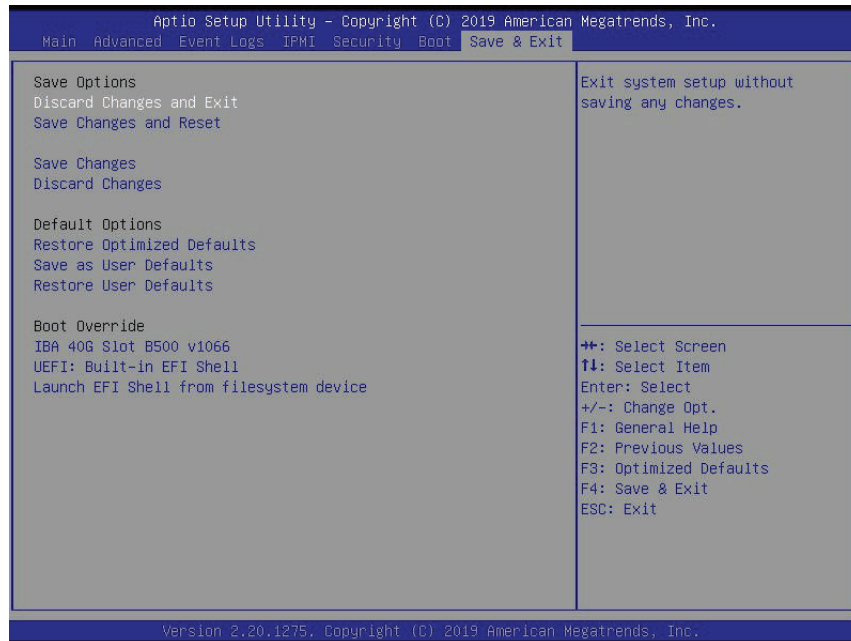 Aptio Setup Utility – Copyright (C) 2019 American Megatrends, Inc.
Main Advanced Event Logs IPMI Security Boot Save & Exit
Save Options
Discard Changes and Exit
Save Changes and Reset
Save Changes
Discard Changes
Default Options
Restore Optimized Defaults
Save as User Defaults
Restore User Defaults
Boot Override
IBA 40G Slot B500 v1066
UEFI: Built-in EFI Shell
Launch EFI Shell from filesystem device
Exit system setup without
saving any changes.
→←: Select Screen
↑↓: Select Item
Enter: Select
+/-: Change Opt.
F1: General Help
F2: Previous Values
F3: Optimized Defaults
F4: Save & Exit
ESC: Exit
Version 2.20.1275. Copyright (C) 2019 American Megatrends, Inc.